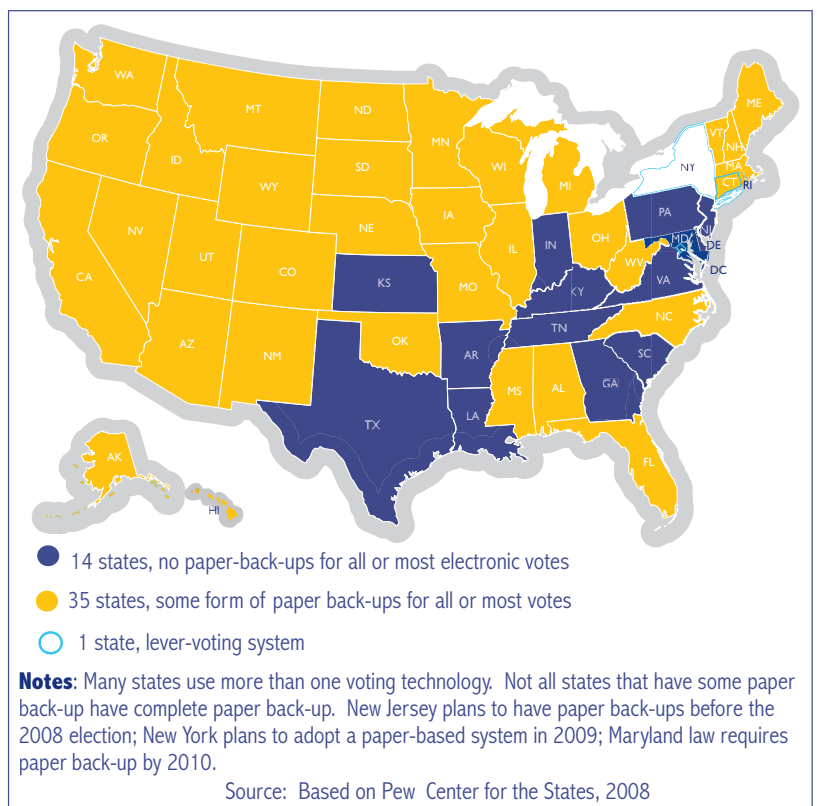 WA
MT
ND
MN
ME
OR
ID
SD
WI
MI
VT
NH
NY
MA
CT
RI
WY
IA
NE
PA
NJ
NV
UT
CO
IL
IN
OH
MD
DE
DC
WV
VA
CA
KS
MO
KY
AZ
NM
OK
TN
NC
AR
SC
MS
AL
GA
TX
LA
FL
AK
HI
14 states, no paper-back-ups for all or most electronic votes
35 states, some form of paper back-ups for all or most votes
1 state, lever-voting system
Notes: Many states use more than one voting technology. Not all states that have some paper
back-up have complete paper back-up. New Jersey plans to have paper back-ups before the
2008 election; New York plans to adopt a paper-based system in 2009; Maryland law requires
paper back-up by 2010.
Source: Based on Pew Center for the States, 2008